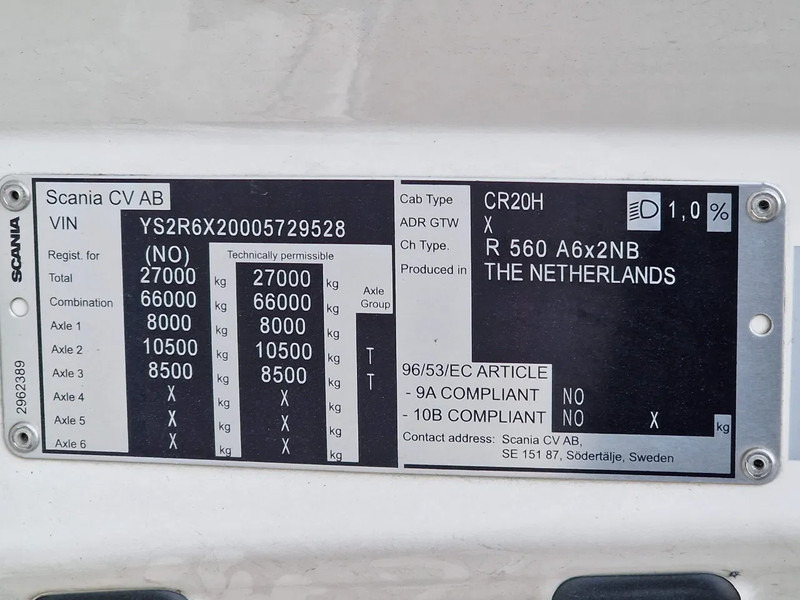 SCANIA
2962389
Scania CV AB
VIN YS2R6X20005729528
Regist. for (NO) Technically permissible
Total 27000 kg 27000 kg Axle Group
Combination 66000 kg 66000 kg
Axle 1 8000 kg 8000 kg
Axle 2 10500 kg 10500 kg T
Axle 3 8500 kg 8500 kg T
Axle 4 X kg X kg
Axle 5 X kg X kg
Axle 6 X kg X kg
Cab Type CR20H 1,0 %
ADR GTW X
Ch Type. R 560 A6x2NB
Produced in THE NETHERLANDS
96/53/EC ARTICLE
- 9A COMPLIANT NO
- 10B COMPLIANT NO X kg
Contact address: Scania CV AB,
SE 151 87, Södertälje, Sweden